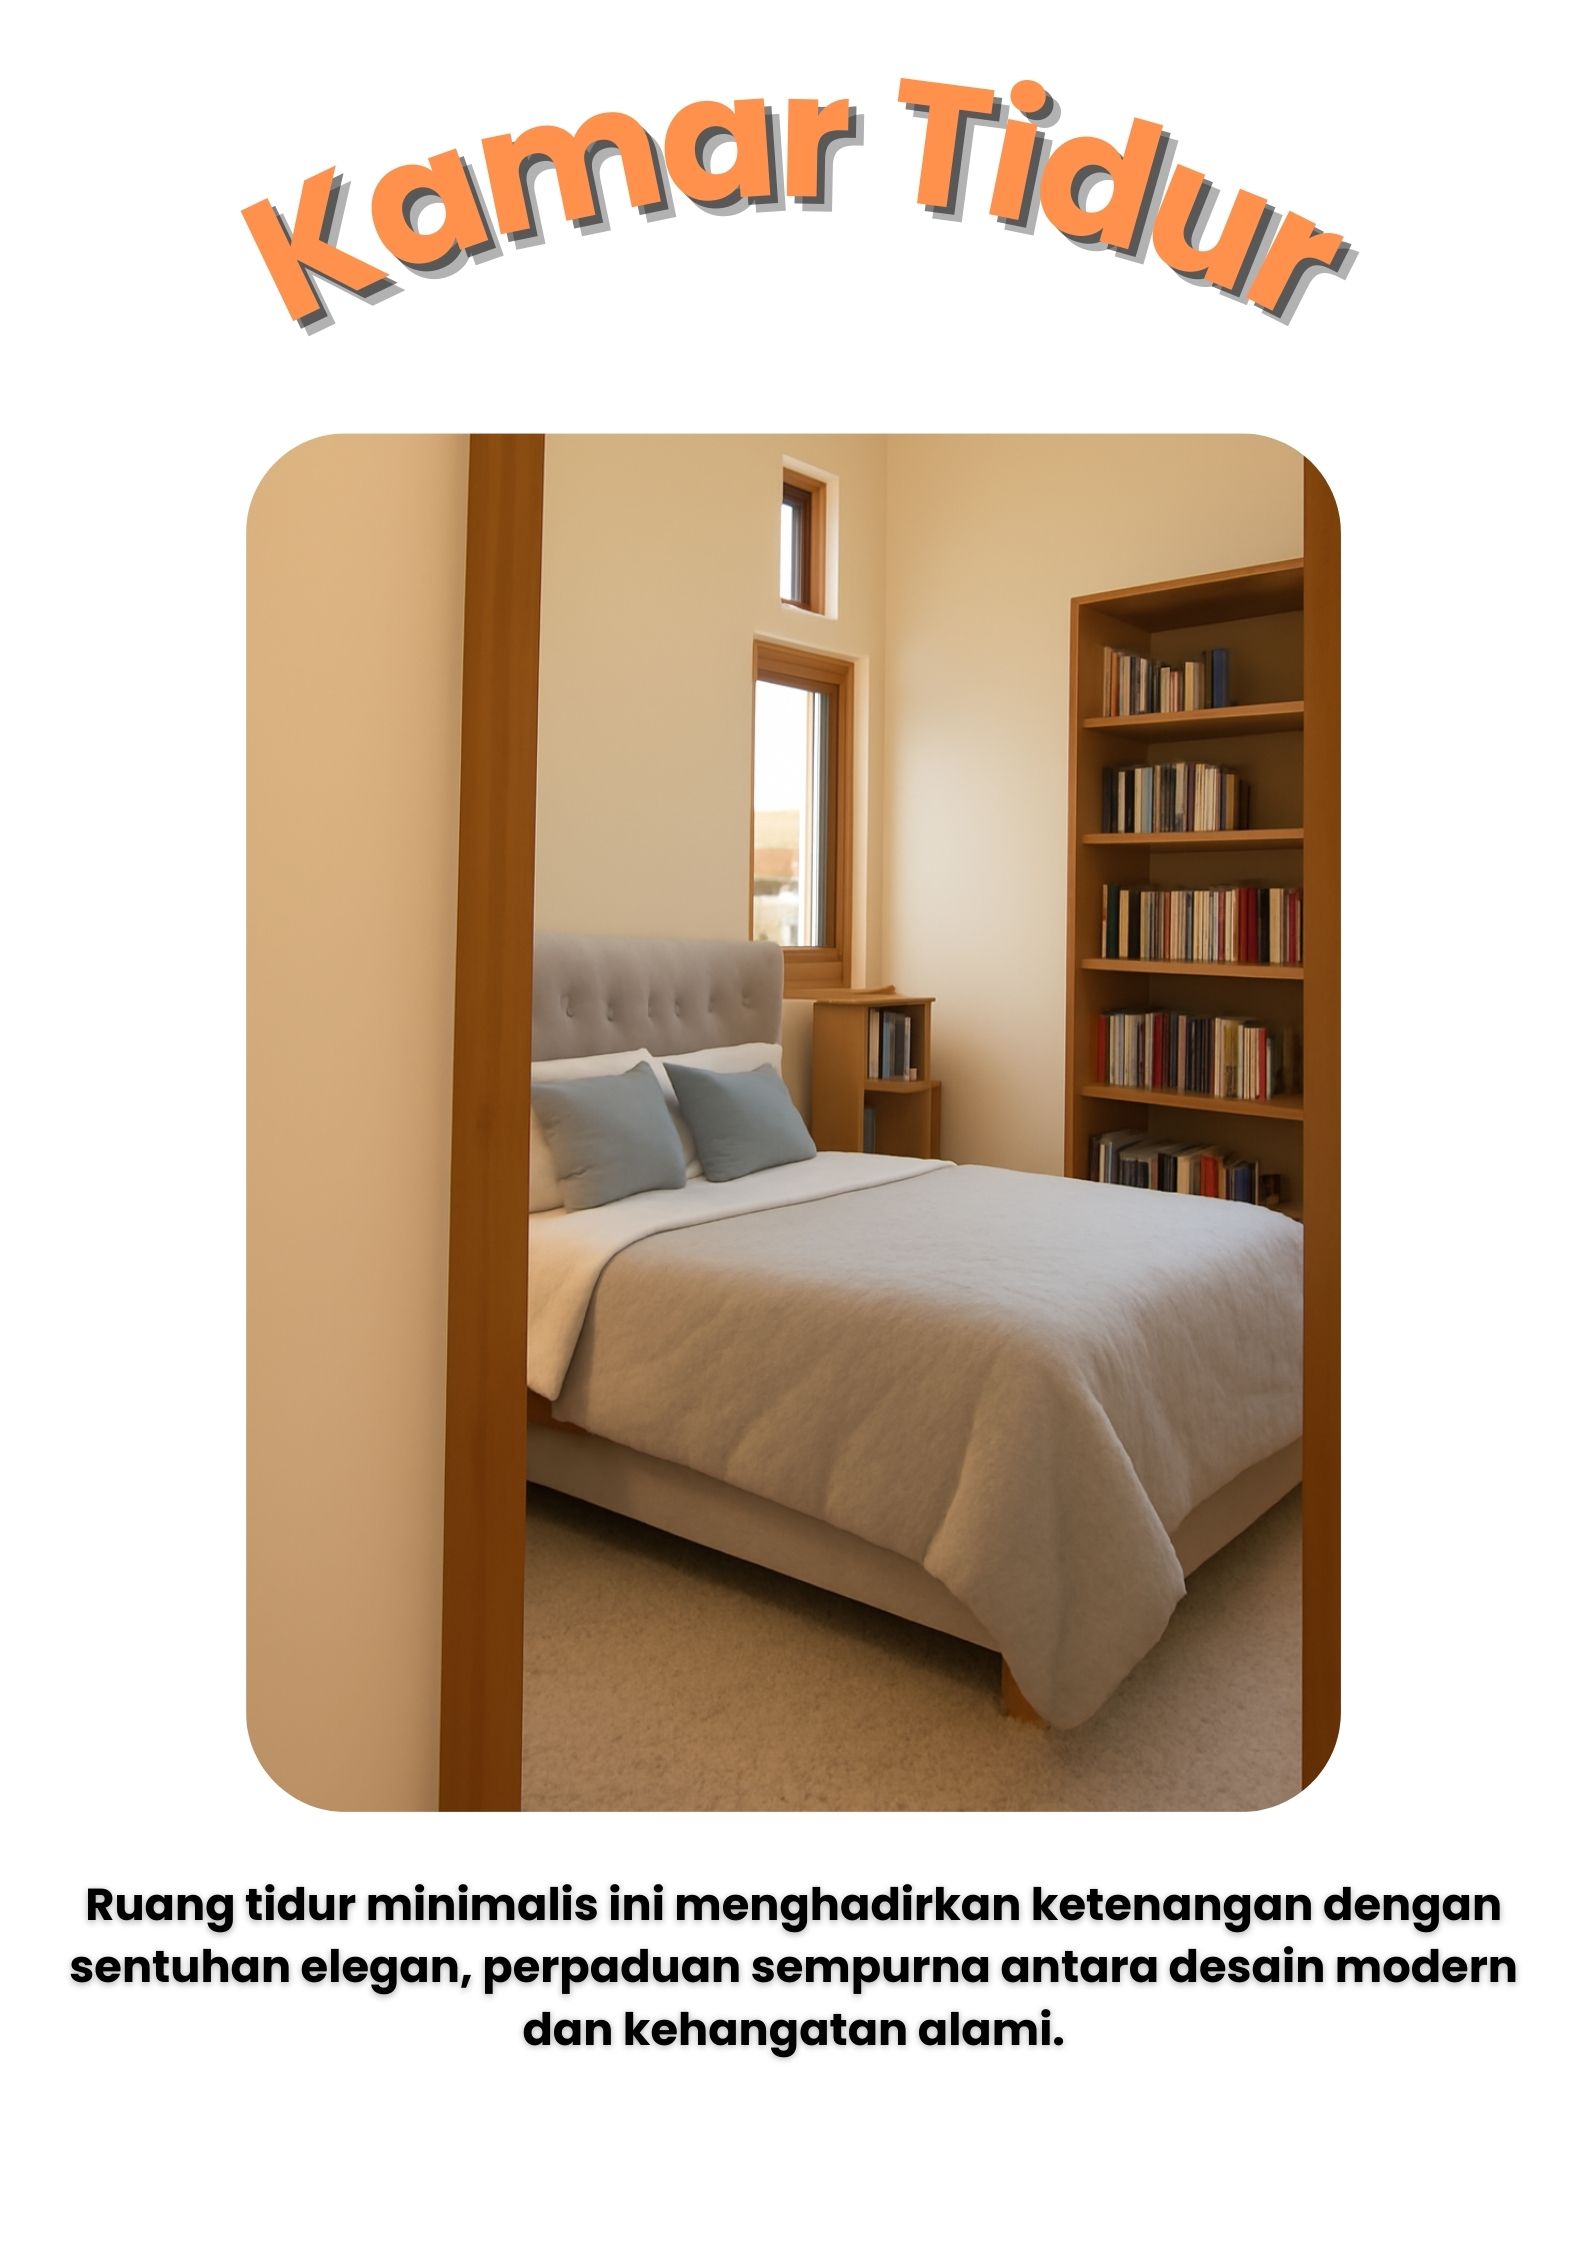 Kamar Tidur
Ruang tidur minimalis ini menghadirkan ketenangan dengan
sentuhan elegan, perpaduan sempurna antara desain modern
dan kehangatan alami.